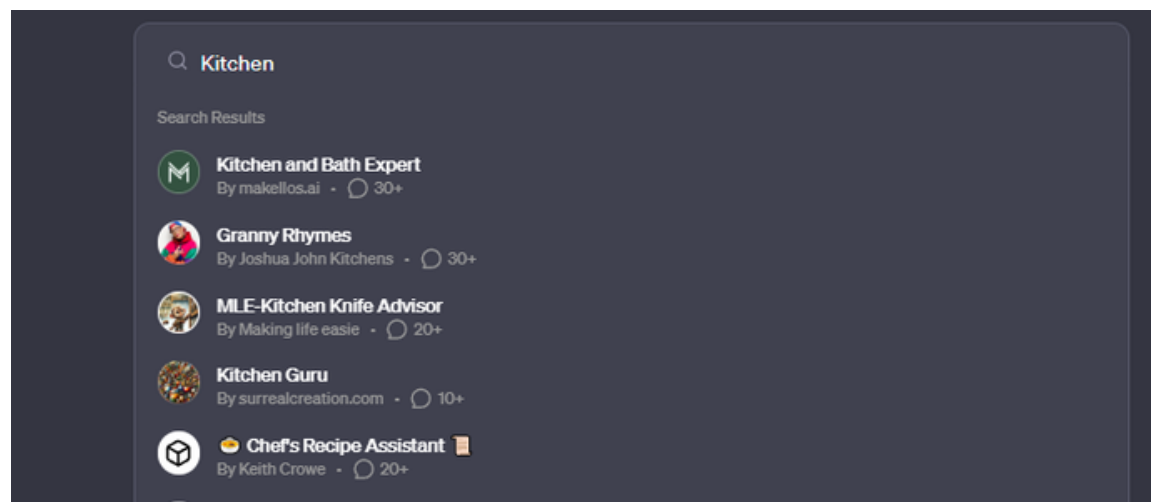 Kitchen
Search Results
Kitchen and Bath Expert
By makellos.ai • 30+
Granny Rhymes
By Joshua John Kitchens • 30+
MLE-Kitchen Knife Advisor
By Making life easie • 20+
Kitchen Guru
By surrealcreation.com • 10+
🍲 Chef's Recipe Assistant 📜
By Keith Crowe • 20+